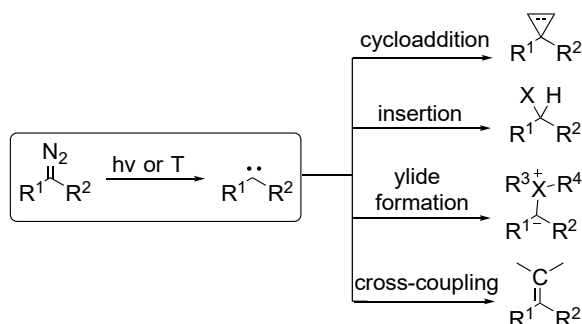 N₂
R¹ R²
hv or T
••
R¹ R²
cycloaddition
R¹ R²
insertion
X H
R¹ R²
ylide
formation
R³ X⁺ R⁴
R¹ − R²
cross-coupling
C
R¹ R²